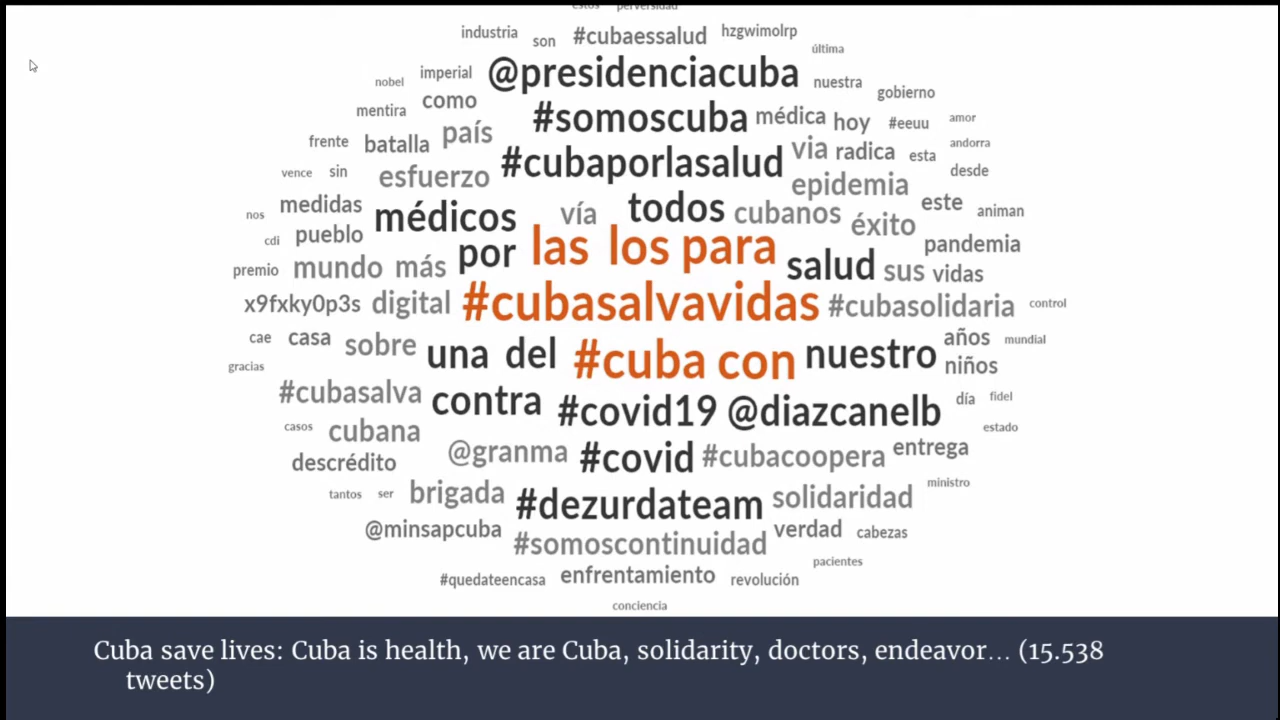 estos perversidad
industria son #cubaessalud hzgwimolrp
última
nobel imperial @presidenciacuba nuestra
mentira como gobierno
#somoscuba médica hoy #eeuu amor
frente batalla país
#cubaporlasalud via radica esta andorra
vence sin esfuerzo epidemia desde
nos medidas médicos vía todos cubanos éxito este animan
cdi pueblo por las los para pandemia
premio mundo más salud sus vidas
x9fxky0p3s digital #cubasalvavidas #cubasolidaria control
cae casa sobre una del #cuba con nuestro años mundial
gracias niños
#cubasalva contra #covid19 @diazcanelb día fidel
casos cubana estado
descrédito @granma #covid #cubacoopera entrega
tantos ser brigada #dezurdateam solidaridad ministro
@minsapcuba verdad cabezas
#somoscontinuidad
pacientes
#quedateencasa enfrentamiento revolución
conciencia
Cuba save lives: Cuba is health, we are Cuba, solidarity, doctors, endeavor… (15.538
tweets)